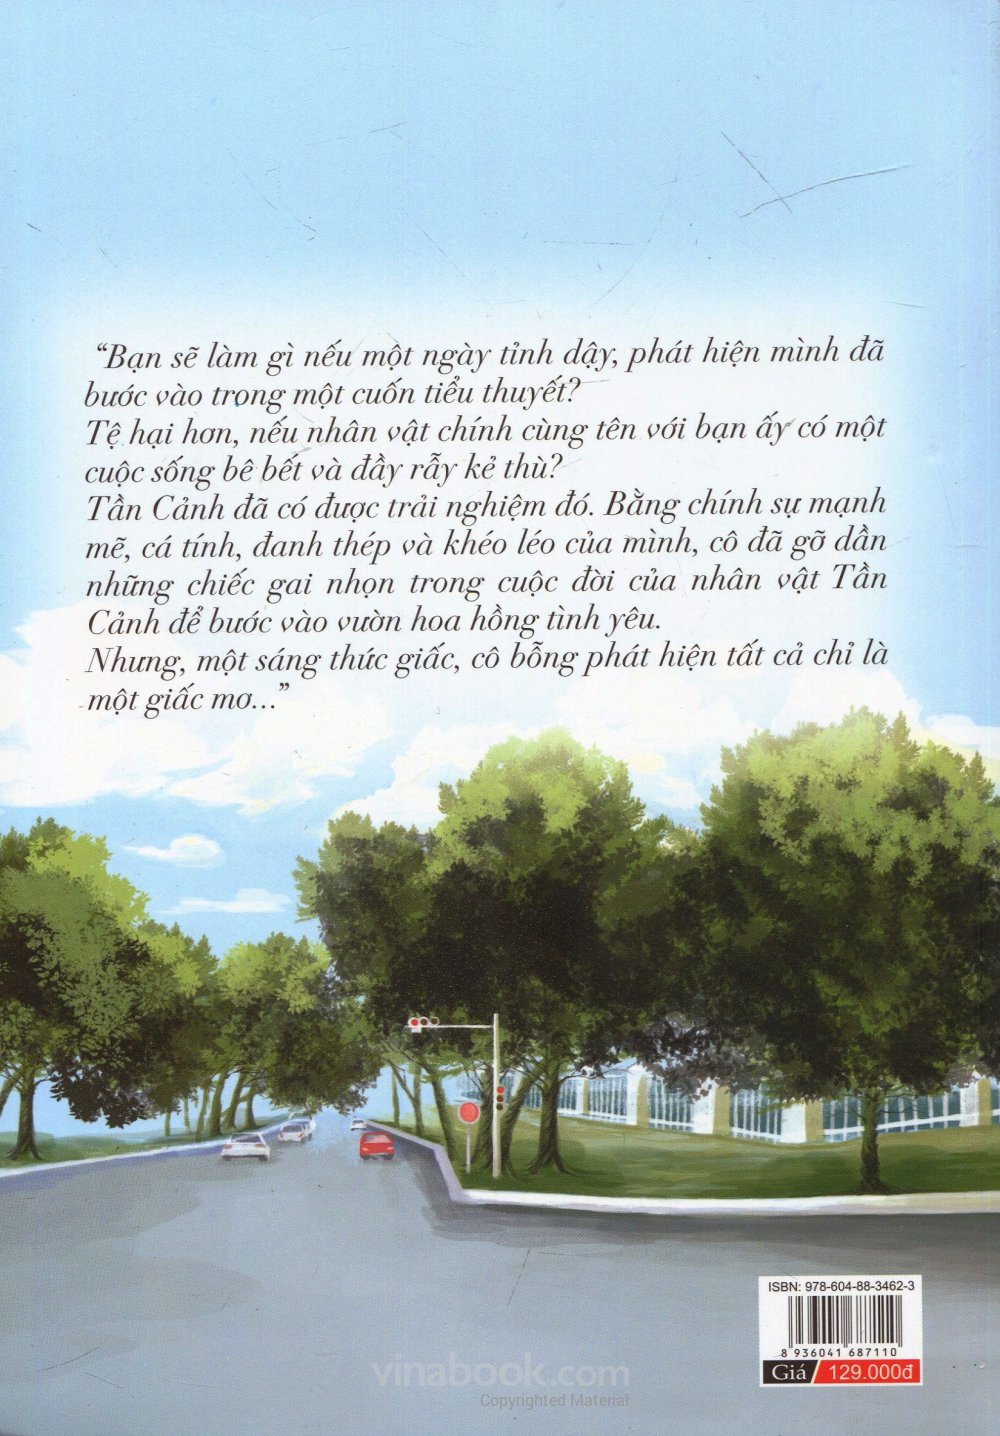 “Bạn sẽ làm gì nếu một ngày tỉnh dậy, phát hiện mình đã
bước vào trong một cuốn tiểu thuyết?
Tệ hại hơn, nếu nhân vật chính cùng tên với bạn ấy có một
cuộc sống bê bết và đầy rẫy kẻ thù?
Tần Cảnh đã có được trải nghiệm đó. Bằng chính sự mạnh
mẽ, cá tính, đanh thép và khéo léo của mình, cô đã gỡ dần
những chiếc gai nhọn trong cuộc đời của nhân vật Tần
Cảnh để bước vào vườn hoa hồng tình yêu.
Nhưng, một sáng thức giấc, cô bỗng phát hiện tất cả chỉ là
một giấc mơ...”
ISBN: 978-604-88-3462-3
8 936041 687110
Giá 129.000đ
vinabook.com
Copyrighted Material